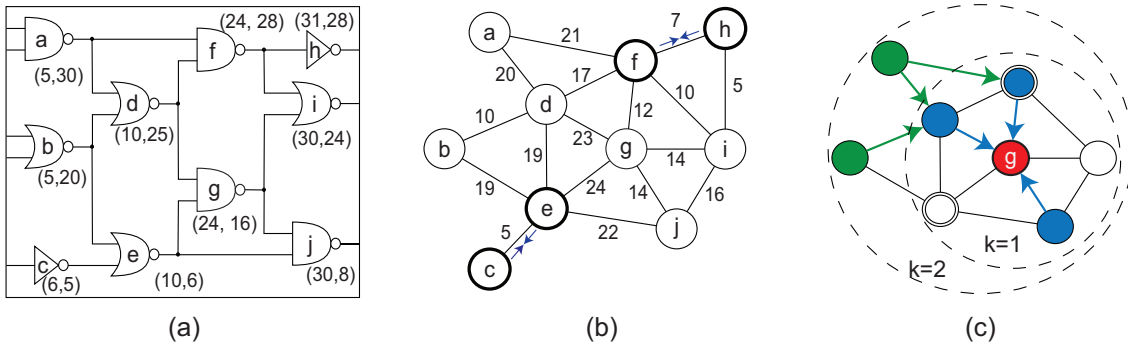 a
(5,30)
b
(5,20)
c
(6,5)
d
(10,25)
e
(10,6)
(24, 28)
f
g
(24, 16)
(31,28)
h
i
(30,24)
j
(30,8)
(a)
a
21
20
17
f
7
h
5
10
d
12
10
23
b
19
g
14
i
19
24
14
16
e
22
j
5
c
(b)
g
k=1
k=2
(c)